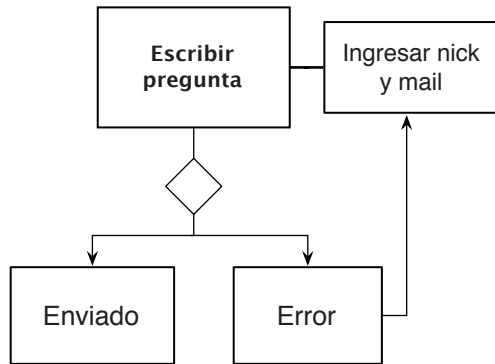 Escribir
pregunta
Ingresar nick
y mail
Enviado
Error